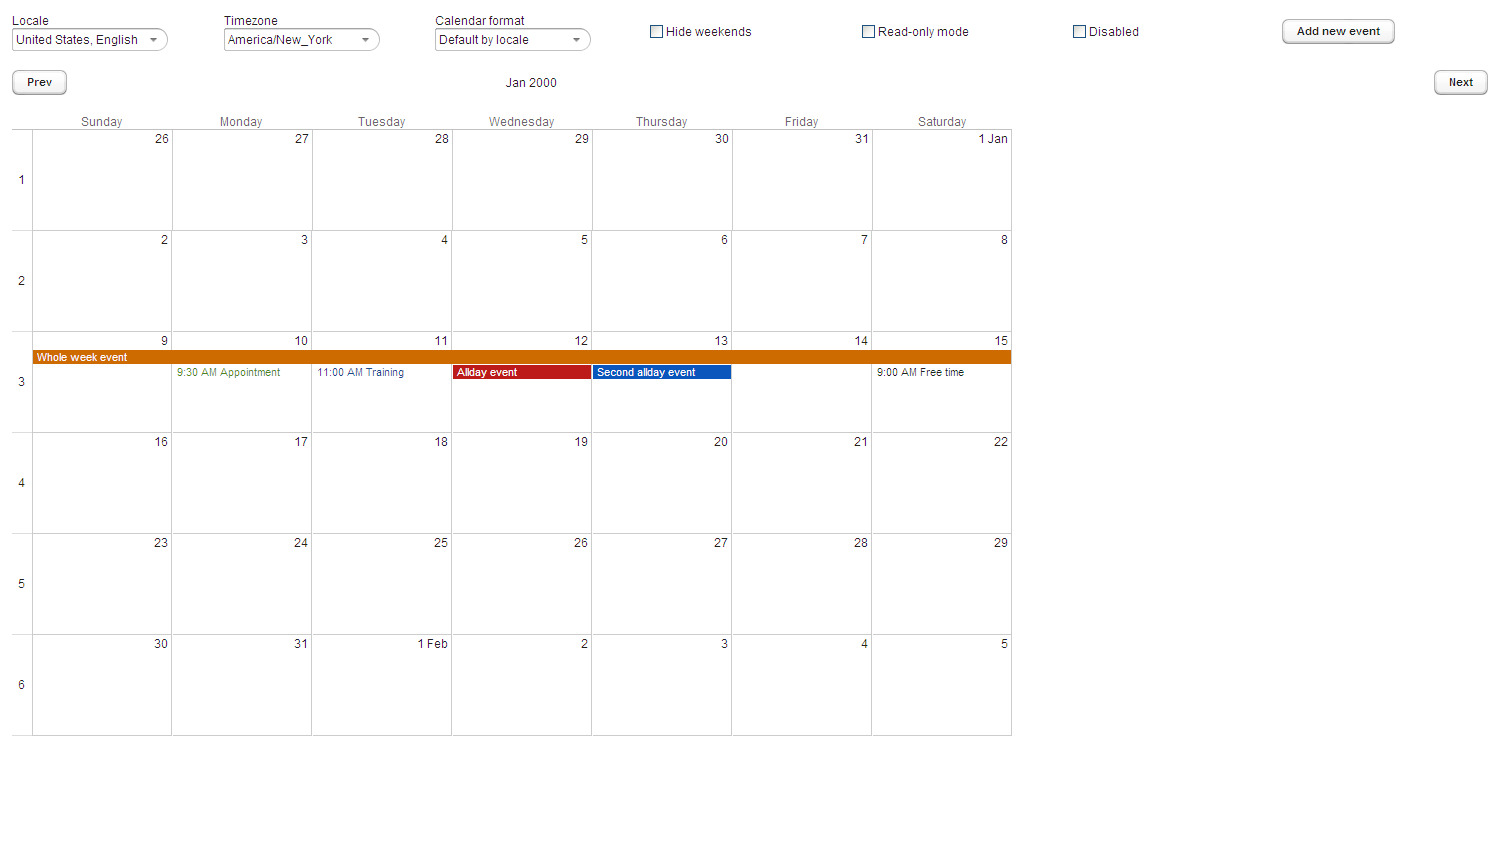 Locale Timezone Calendar format
United States, English America/New_York Default by locale Hide weekends Read-only mode Disabled Add new event
Prev Jan 2000 Next
Sunday Monday Tuesday Wednesday Thursday Friday Saturday
26 27 28 29 30 31 1 Jan
1
2 3 4 5 6 7 8
2
9 10 11 12 13 14 15
Whole week event
9:30 AM Appointment 11:00 AM Training Allday event Second allday event 9:00 AM Free time
3
16 17 18 19 20 21 22
4
23 24 25 26 27 28 29
5
30 31 1 Feb 2 3 4 5
6